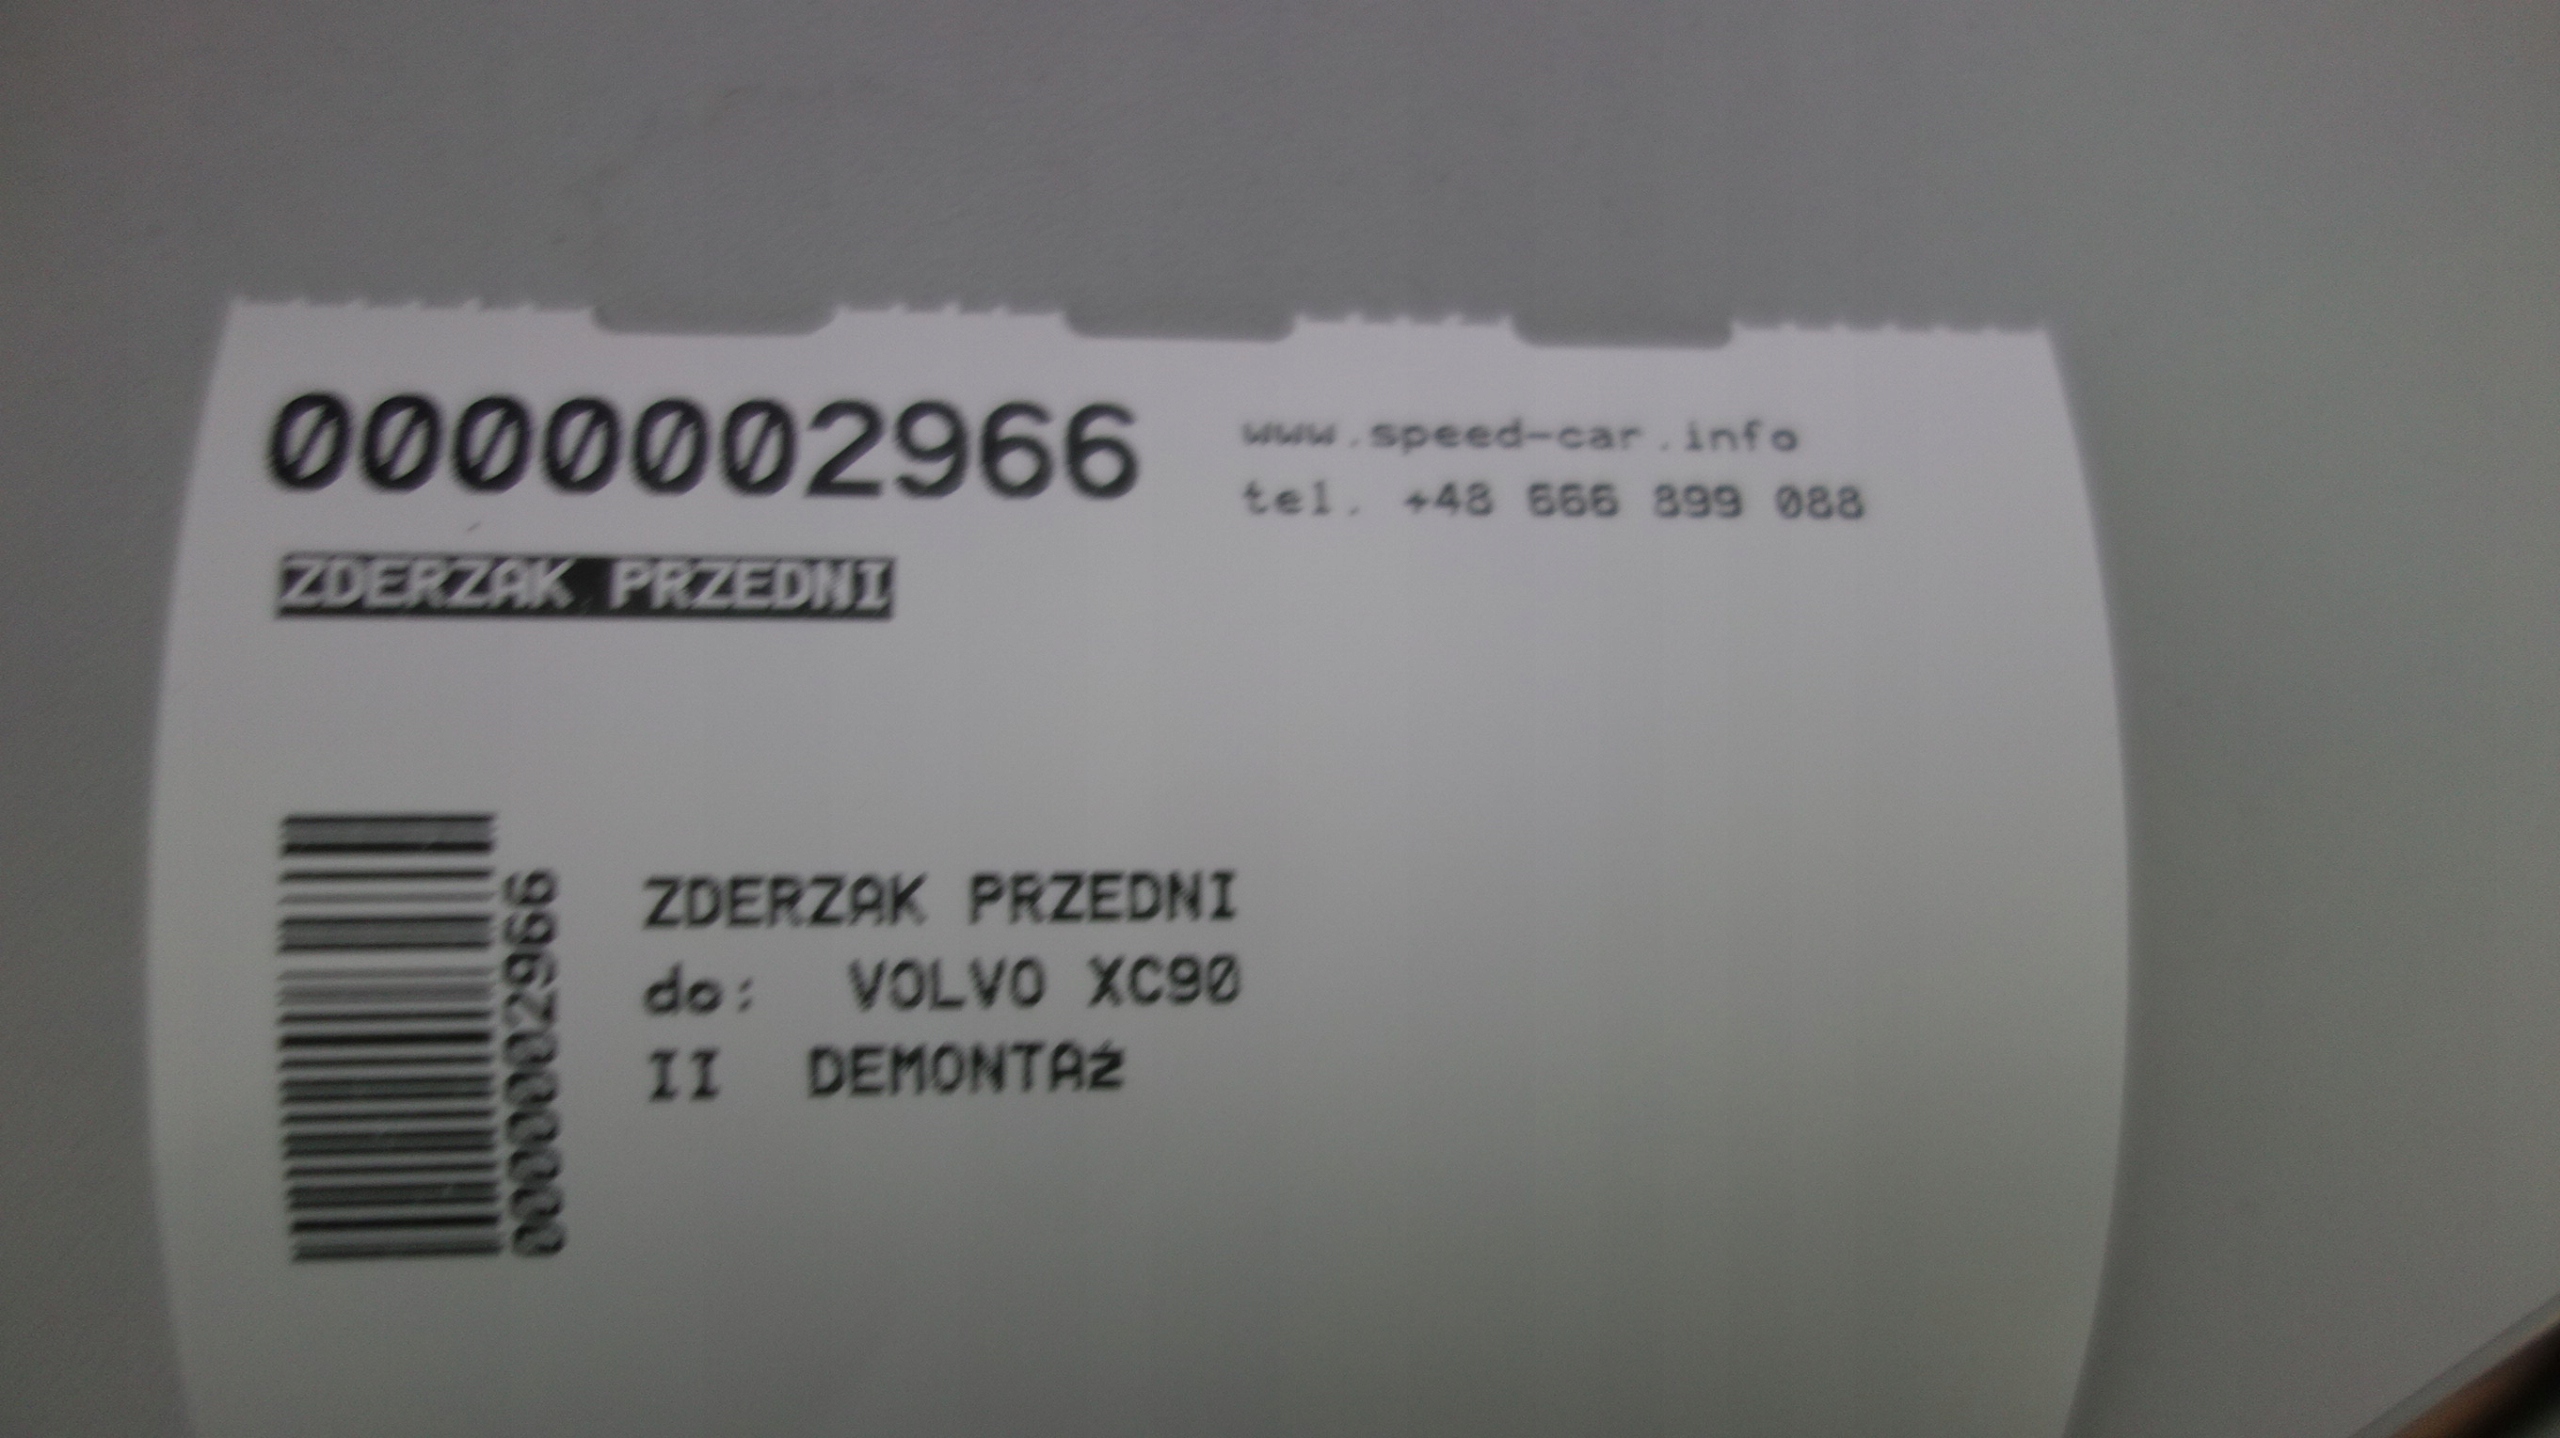 0000002966
www.speed-car.info
tel. +48 666 899 088
ZDERZAK PRZEDNI
0000002966
ZDERZAK PRZEDNI
do: VOLVO XC90
II DEMONTAż